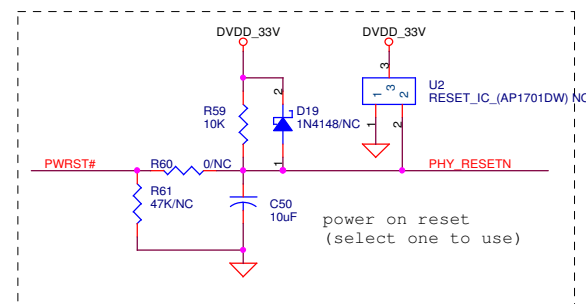 DVDD_33V
DVDD_33V
3
2
U2
R59
10K
D19
1N4148/NC
1
3
2
RESET_IC_(AP1701DW) NC
1
2
1
PWRST#
R60
0/NC
PHY_RESETN
R61
47K/NC
C50
10uF
power on reset
(select one to use)